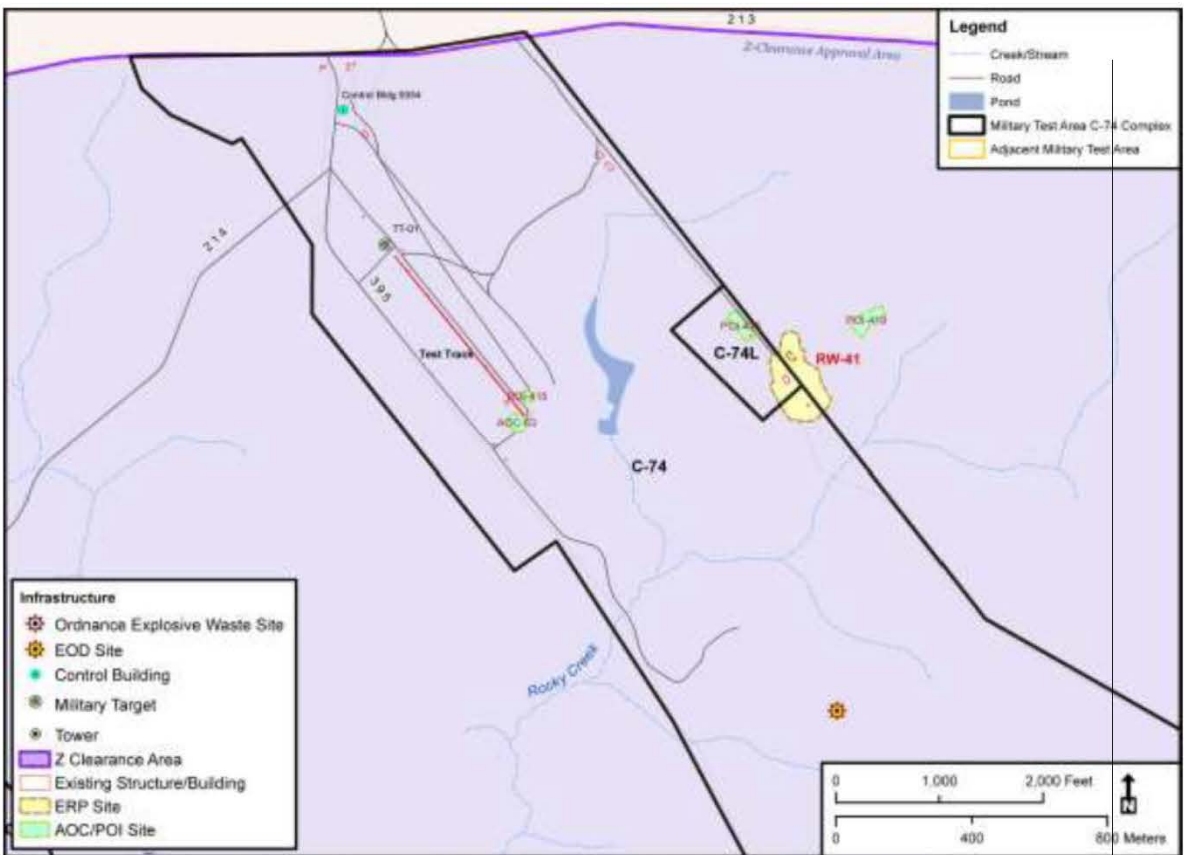 213
Z-Clearance Approval Area
Legend
Creek/Stream
Road
Pond
Military Test Area C-74 Complex
Adjacent Military Test Area
Control Bldg
214
TT-01
395
Test Track
C-74L
RW-41
C-74
Rocky Creek
Infrastructure
Ordnance Explosive Waste Site
EOD Site
Control Building
Military Target
Tower
Z Clearance Area
Existing Structure/Building
ERP Site
AOC/POI Site
0 1,000 2,000 Feet
0 400 800 Meters
N